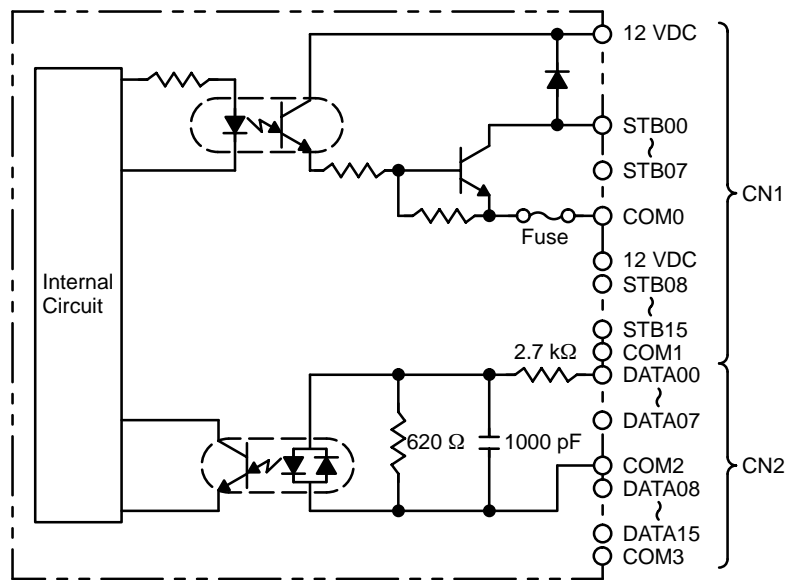 12 VDC
STB00
~
STB07
CN1
COM0
Fuse
12 VDC
Internal
Circuit
STB08
~
STB15
2.7 kΩ
COM1
DATA00
~
DATA07
620 Ω
1000 pF
COM2
CN2
DATA08
~
DATA15
COM3